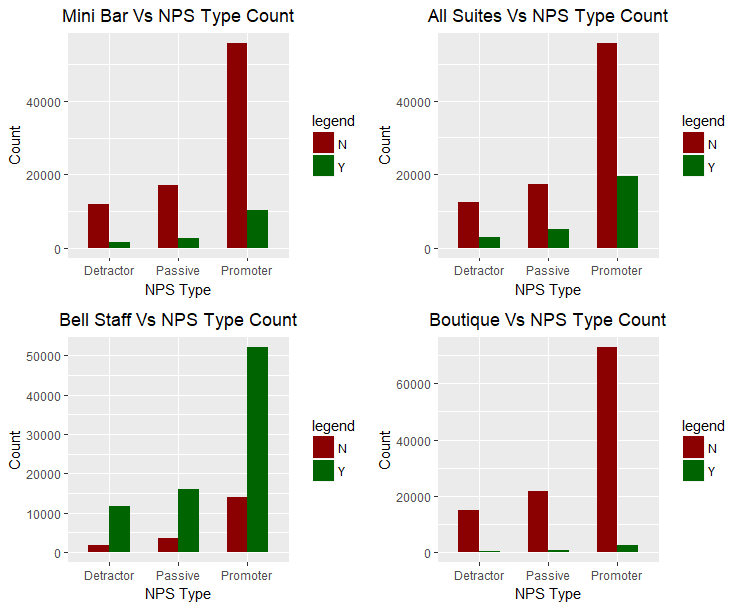 Mini Bar Vs NPS Type Count
Count
40000
20000
0
Detractor Passive Promoter
NPS Type
legend
N
Y
All Suites Vs NPS Type Count
Count
40000
20000
0
Detractor Passive Promoter
NPS Type
legend
N
Y
Bell Staff Vs NPS Type Count
Count
50000
40000
30000
20000
10000
0
Detractor Passive Promoter
NPS Type
legend
N
Y
Boutique Vs NPS Type Count
Count
60000
40000
20000
0
Detractor Passive Promoter
NPS Type
legend
N
Y